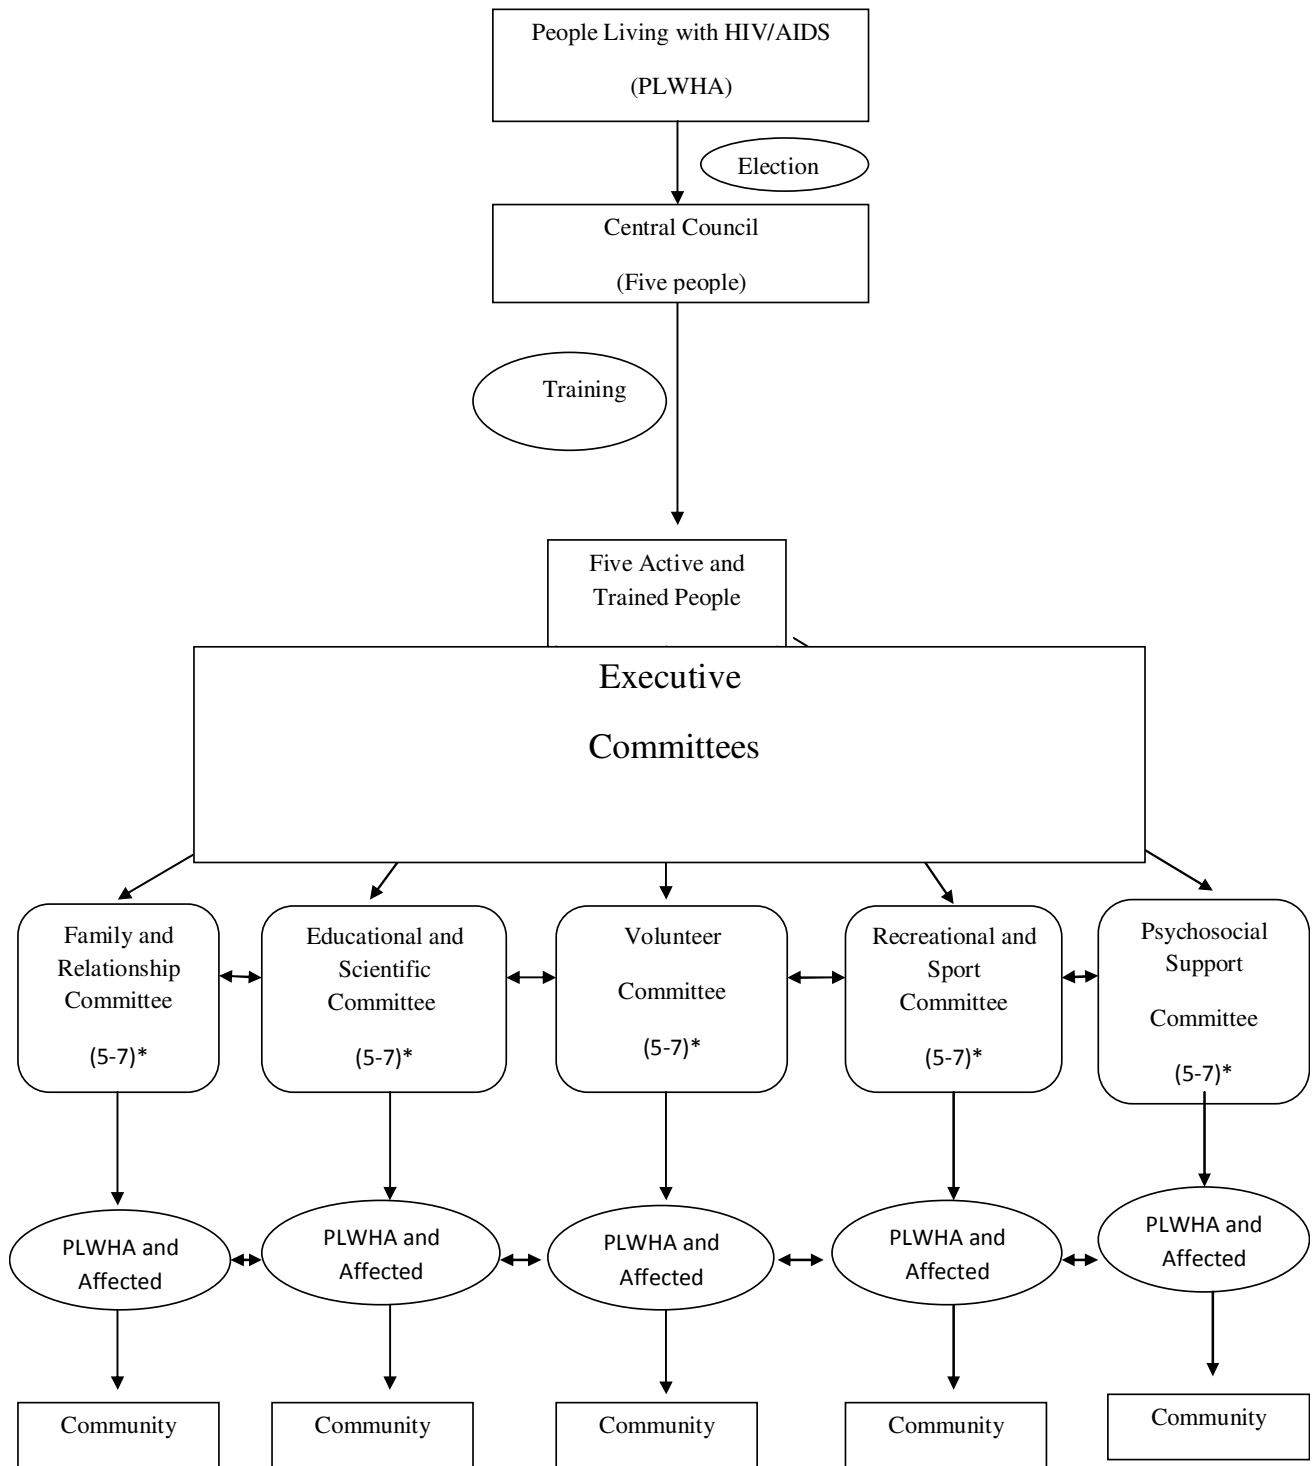 People Living with HIV/AIDS
(PLWHA)
Election
Central Council
(Five people)
Training
Five Active and
Trained People
Executive
Committees
Family and
Relationship
Committee
(5-7)*
Educational and
Scientific
Committee
(5-7)*
Volunteer
Committee
(5-7)*
Recreational and
Sport
Committee
(5-7)*
Psychosocial
Support
Committee
(5-7)*
PLWHA and
Affected
PLWHA and
Affected
PLWHA and
Affected
PLWHA and
Affected
PLWHA and
Affected
Community
Community
Community
Community
Community